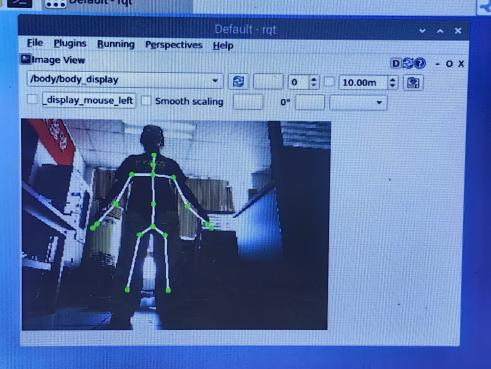 Default - rqt
Default - rqt
File Plugins Running Perspectives Help
Image View
D ? - O X
/body/body_display
0
10.00m
_display_mouse_left
Smooth scaling
0°